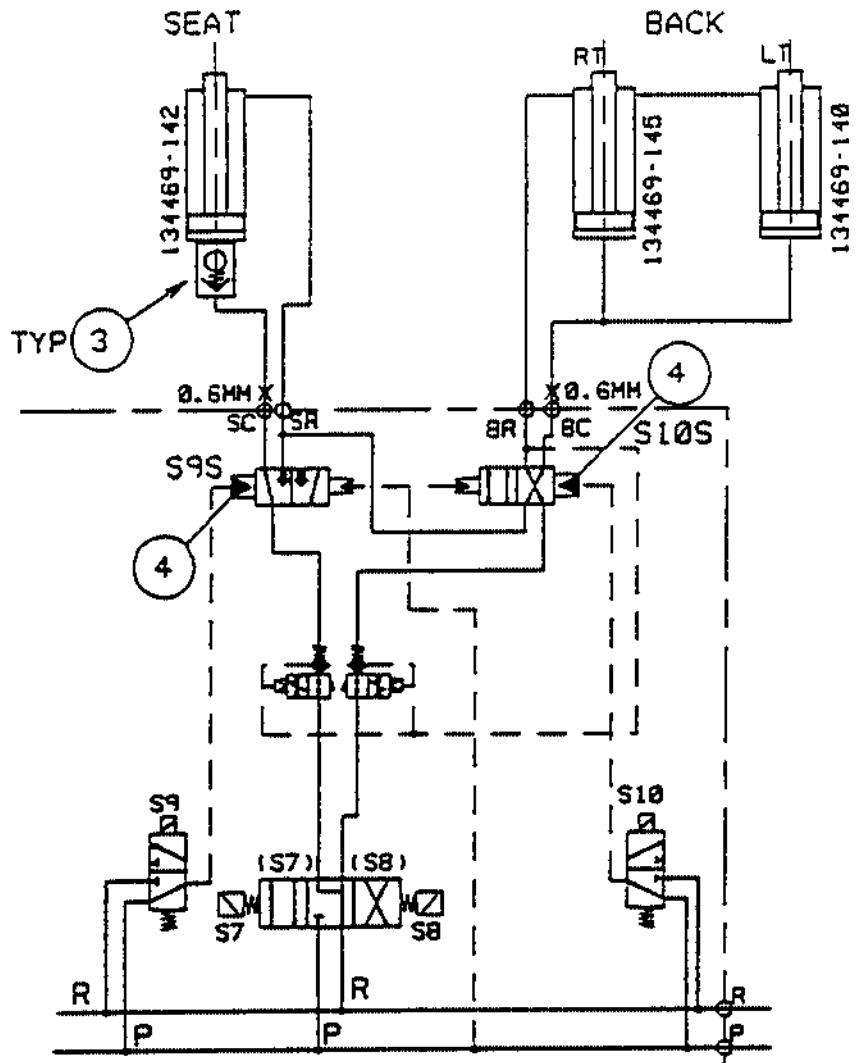 SEAT
BACK
RT
LT
134469-142
134469-145
134469-140
TYP 3
0.6MM
0.6MM
4
SC
SR
BR
BC
S9S
S10S
4
S9
S10
(S7)
(S8)
S7
S8
R
R
R
P
P
P